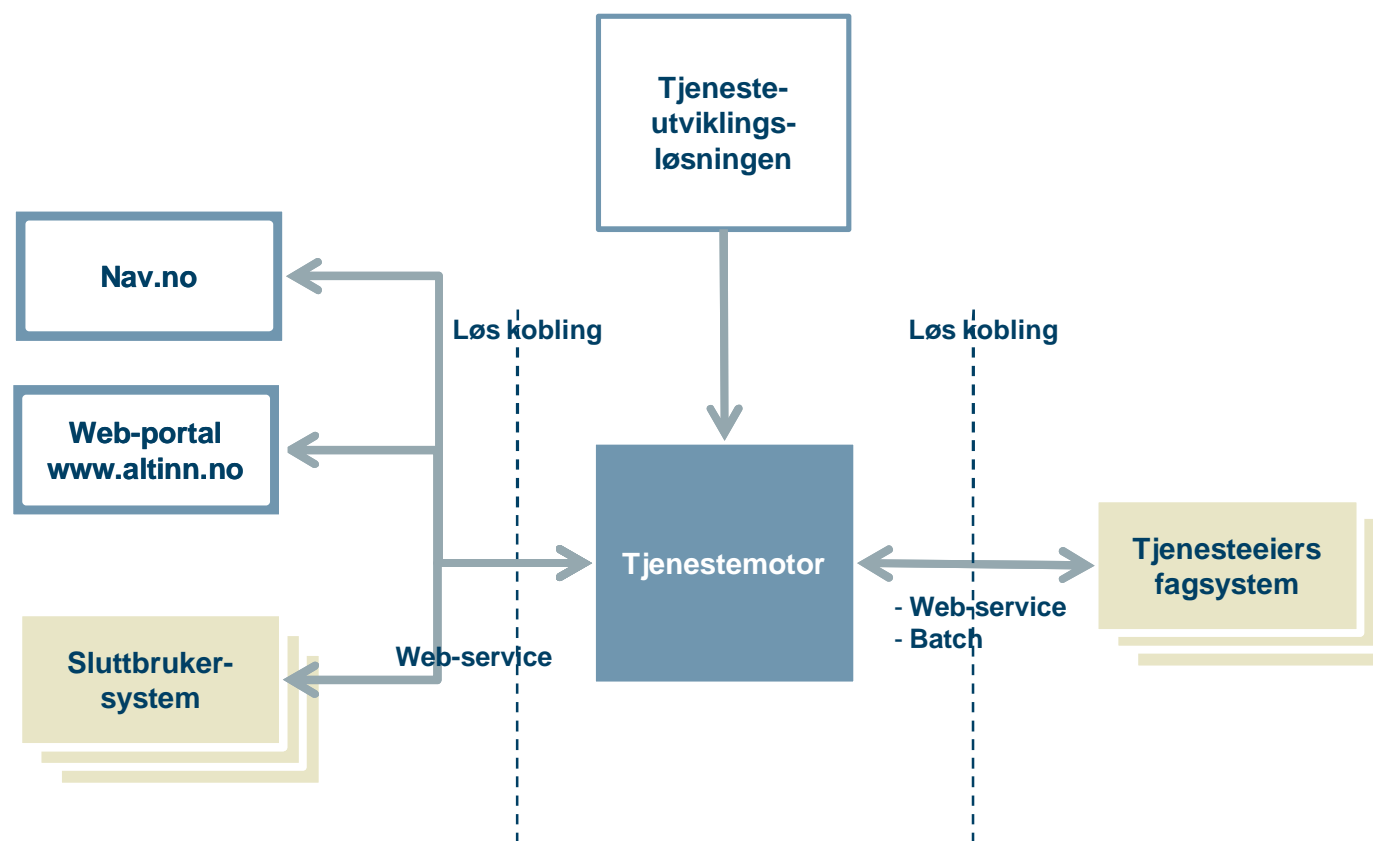 Tjeneste-
utviklings-
løsningen
Nav.no
Løs kobling
Løs kobling
Web-portal
www.altinn.no
Tjenestemotor
Tjenesteeiers
fagsystem
- Web-service
- Batch
Web-service
Sluttbruker-
system